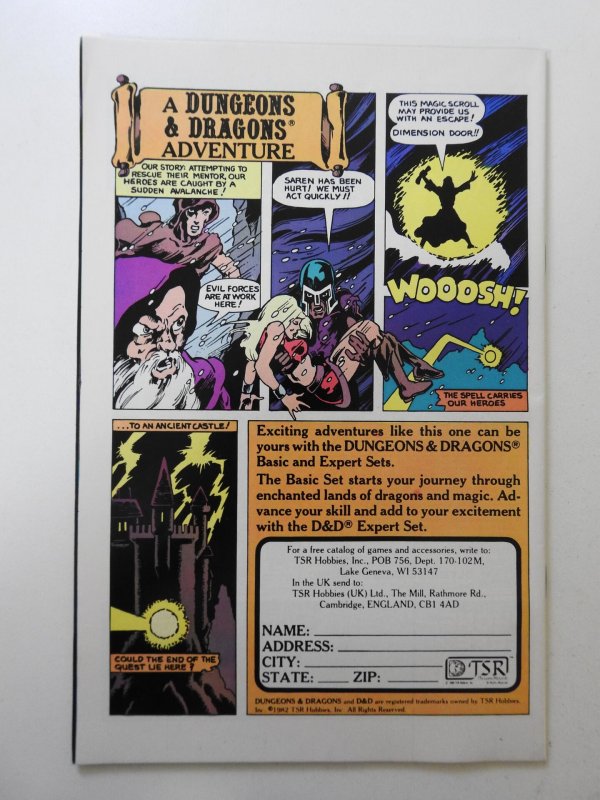 A DUNGEONS
& DRAGONS®
ADVENTURE
OUR STORY: ATTEMPTING TO
RESCUE THEIR MENTOR, OUR
HEROES ARE CAUGHT BY A
SUDDEN AVALANCHE!
EVIL FORCES
ARE AT WORK
HERE!
SAREN HAS BEEN
HURT! WE MUST
ACT QUICKLY!!
THIS MAGIC SCROLL
MAY PROVIDE US
WITH AN ESCAPE!
DIMENSION DOOR!!
WOOOSH!
THE SPELL CARRIES
OUR HEROES
...TO AN ANCIENT CASTLE!
COULD THE END OF THE
QUEST LIE HERE?
Exciting adventures like this one can be
yours with the DUNGEONS & DRAGONS®
Basic and Expert Sets.
The Basic Set starts your journey through
enchanted lands of dragons and magic. Ad-
vance your skill and add to your excitement
with the D&D® Expert Set.
For a free catalog of games and accessories, write to:
TSR Hobbies, Inc., POB 756, Dept. 170-102M,
Lake Geneva, WI 53147
In the UK send to:
TSR Hobbies (UK) Ltd., The Mill, Rathmore Rd.,
Cambridge, ENGLAND, CB1 4AD
NAME:
ADDRESS:
CITY:
STATE: ZIP:
TSR
DUNGEONS & DRAGONS and D&D are registered trademarks owned by TSR Hobbies,
Inc. ©1982 TSR Hobbies, Inc. All Rights Reserved.